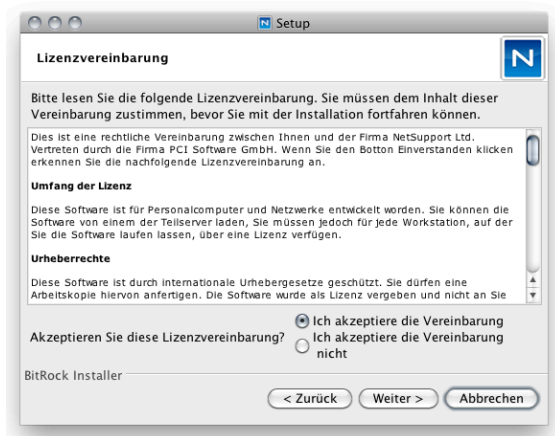 Setup
Lizenzvereinbarung
N
Bitte lesen Sie die folgende Lizenzvereinbarung. Sie müssen dem Inhalt dieser
Vereinbarung zustimmen, bevor Sie mit der Installation fortfahren können.
Dies ist eine rechtliche Vereinbarung zwischen Ihnen und der Firma NetSupport Ltd.
Vertreten durch die Firma PCI Software GmbH. Wenn Sie den Botton Einverstanden klicken
erkennen Sie die nachfolgende Lizenzvereinbarung an.
Umfang der Lizenz
Diese Software ist für Personalcomputer und Netzwerke entwickelt worden. Sie können die
Software von einem der Teilserver laden, Sie müssen jedoch für jede Workstation, auf der
Sie die Software laufen lassen, über eine Lizenz verfügen.
Urheberrechte
Diese Software ist durch internationale Urhebergesetze geschützt. Sie dürfen eine
Arbeitskopie hiervon anfertigen. Die Software wurde als Lizenz vergeben und nicht an Sie
Akzeptieren Sie diese Lizenzvereinbarung?
Ich akzeptiere die Vereinbarung
Ich akzeptiere die Vereinbarung
nicht
BitRock Installer
< Zurück
Weiter >
Abbrechen